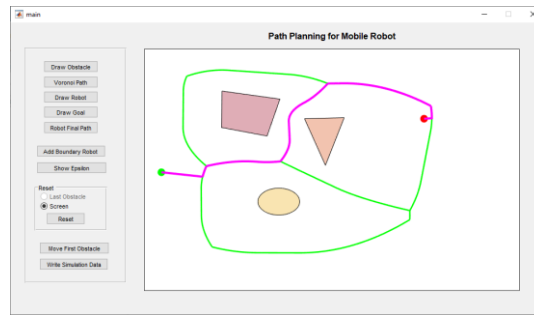 main
Path Planning for Mobile Robot
Draw Obstacle
Voronoi Path
Draw Robot
Draw Goal
Robot Final Path
Add Boundary Robot
Show Epsilon
Reset
Last Obstacle
Screen
Reset
Move First Obstacle
Write Simulation Data